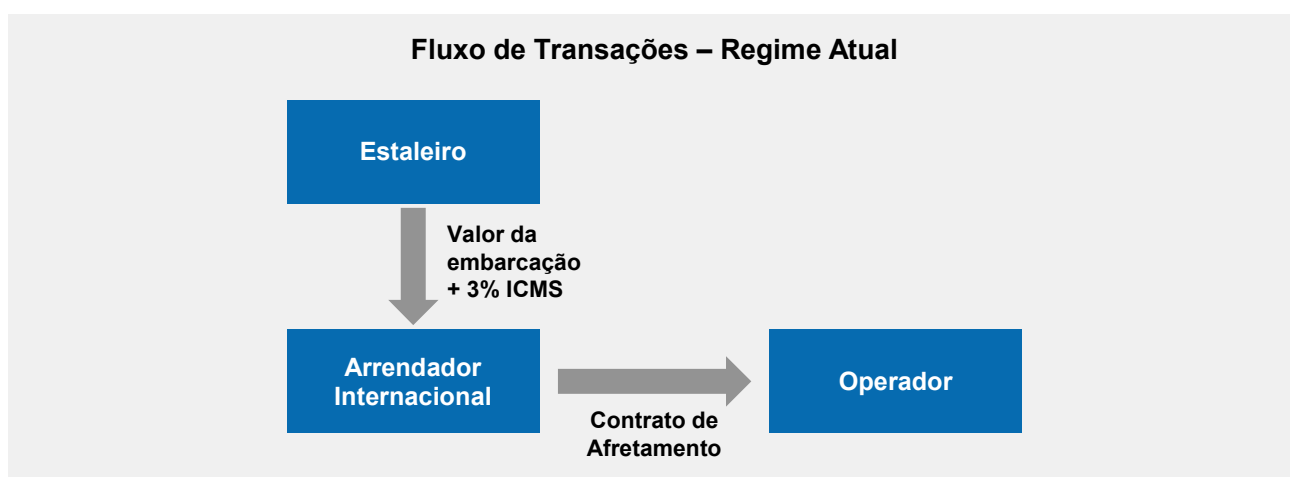 Fluxo de Transações – Regime Atual
Estaleiro
Valor da
embarcação
+ 3% ICMS
Arrendador
Internacional
Contrato de
Afretamento
Operador